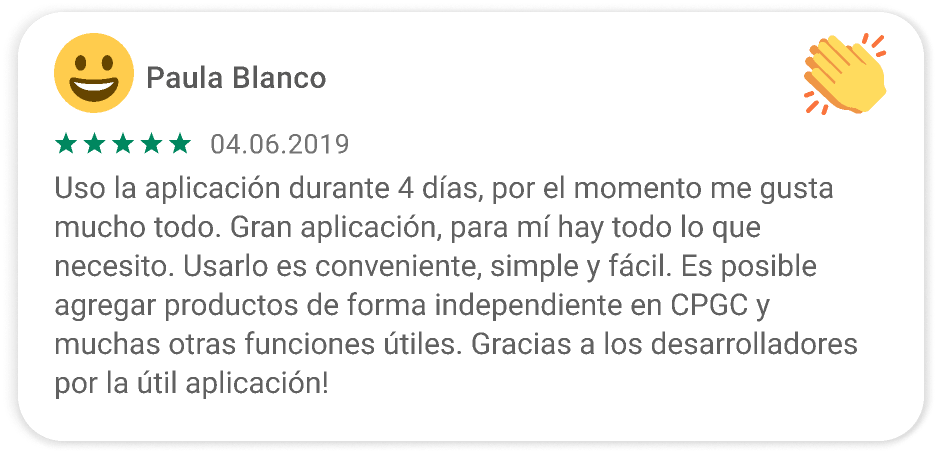 Paula Blanco
04.06.2019
Uso la aplicación durante 4 días, por el momento me gusta
mucho todo. Gran aplicación, para mí hay todo lo que
necesito. Usarlo es conveniente, simple y fácil. Es posible
agregar productos de forma independiente en CPGC y
muchas otras funciones útiles. Gracias a los desarrolladores
por la útil aplicación!